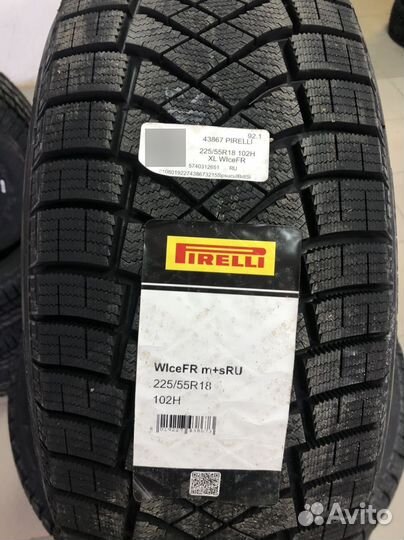 92.1
43867 PIRELLI
225/55R18 102H
XL WIceFR
5740312651 RU
PIRELLI
WIceFR m+sRU
225/55R18
102H
Avito